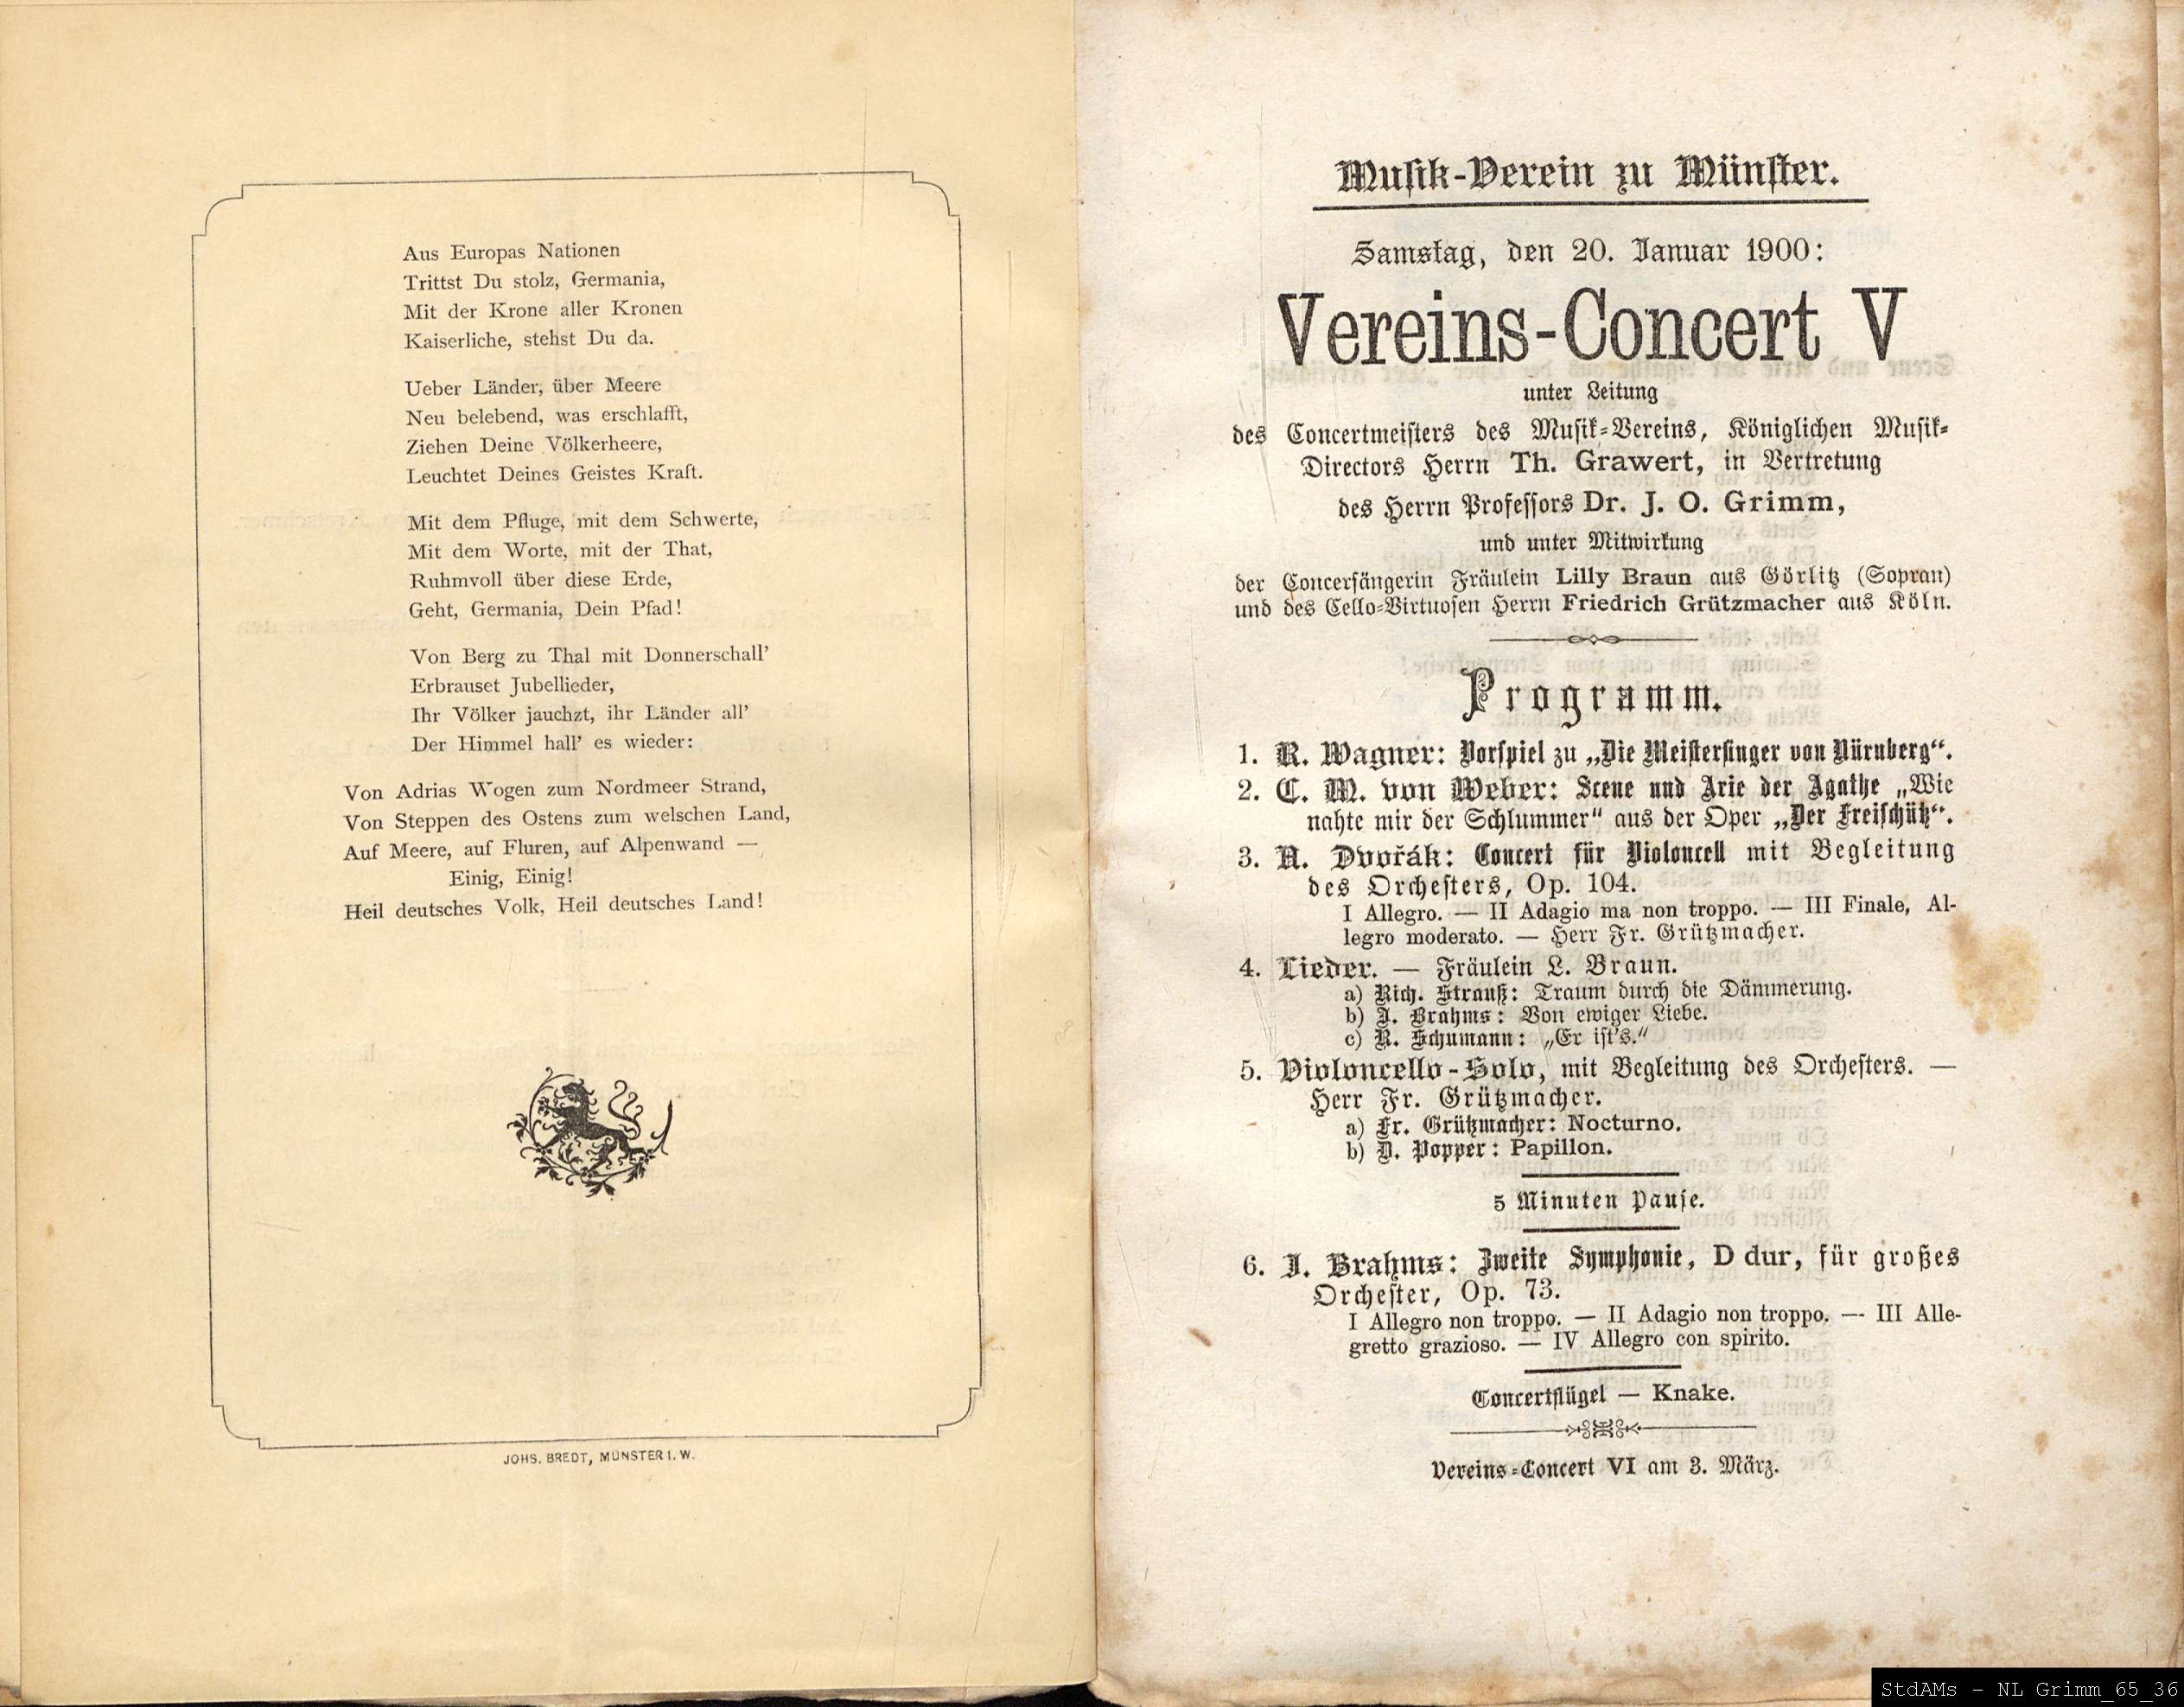 Aus Europas Nationen
Trittst Du stolz, Germania,
Mit der Krone aller Kronen
Kaiserliche, stehst Du da.
Ueber Länder, über Meere
Neu belebend, was erschlafft,
Ziehen Deine Völkerheere,
Leuchtet Deines Geistes Kraft.
Mit dem Pfluge, mit dem Schwerte,
Mit dem Worte, mit der That,
Ruhmvoll über diese Erde,
Geht, Germania, Dein Pfad!
Von Berg zu Thal mit Donnerschall'
Erbrauset Jubellieder,
Ihr Völker jauchzt, ihr Länder all'
Der Himmel hall' es wieder:
Von Adrias Wogen zum Nordmeer Strand,
Von Steppen des Ostens zum welschen Land,
Auf Meere, auf Fluren, auf Alpenwand —
Einig, Einig!
Heil deutsches Volk, Heil deutsches Land!
JOHS. BREDT, MÜNSTER I. W.
Musik-Verein zu Münster.
Samstag, den 20. Januar 1900:
Vereins-Concert V
unter Leitung
des Concertmeisters des Musik-Vereins, Königlichen Musik-
Directors Herrn Th. Grawert, in Vertretung
des Herrn Professors Dr. J. O. Grimm,
und unter Mitwirkung
der Concersängerin Fräulein Lilly Braun aus Görlitz (Sopran)
und des Cello-Virtuosen Herrn Friedrich Grützmacher aus Köln.
Programm.
1. R. Wagner: Vorspiel zu „Die Meistersinger von Nürnberg“.
2. C. M. von Weber: Scene und Arie der Agathe „Wie
nahte mir der Schlummer“ aus der Oper „Der Freischütz“.
3. A. Dvořák: Concert für Violoncell mit Begleitung
des Orchesters, Op. 104.
I Allegro. — II Adagio ma non troppo. — III Finale, Al-
legro moderato. — Herr Fr. Grützmacher.
4. Lieder. — Fräulein L. Braun.
a) Rich. Strauß: Traum durch die Dämmerung.
b) J. Brahms: Von ewiger Liebe.
c) R. Schumann: „Er ist's.“
5. Violoncello-Solo, mit Begleitung des Orchesters. —
Herr Fr. Grützmacher.
a) Fr. Grützmacher: Nocturno.
b) D. Popper: Papillon.
5 Minuten Pause.
6. J. Brahms: Zweite Symphonie, D dur, für großes
Orchester, Op. 73.
I Allegro non troppo. — II Adagio non troppo. — III Alle-
gretto grazioso. — IV Allegro con spirito.
Concertflügel — Knake.
Vereins-Concert VI am 3. März.
StdAMs - NL Grimm_65_36